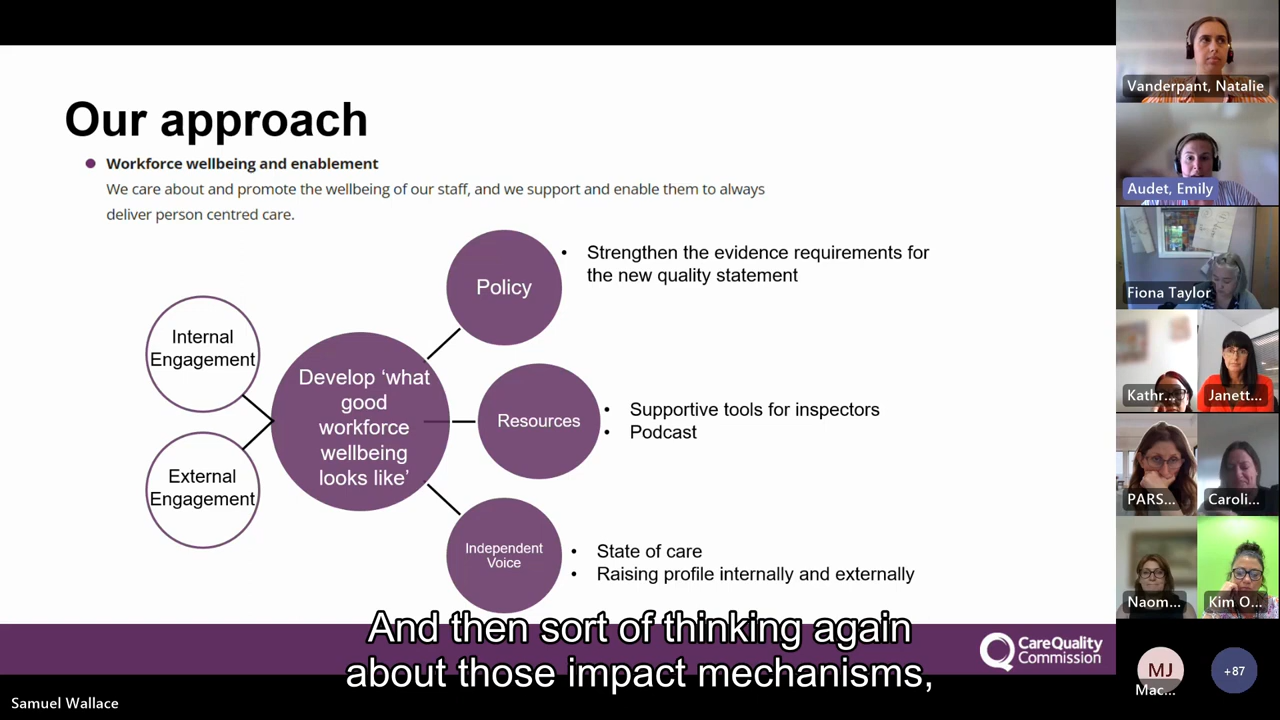 Our approach
Workforce wellbeing and enablement
We care about and promote the wellbeing of our staff, and we support and enable them to always
deliver person centred care.
Internal
Engagement
External
Engagement
Develop ‘what
good
workforce
wellbeing
looks like’
Policy
• Strengthen the evidence requirements for
the new quality statement
Resources
• Supportive tools for inspectors
• Podcast
Independent
Voice
• State of care
• Raising profile internally and externally
And then sort of thinking again
about those impact mechanisms,
CareQuality
Commission
Samuel Wallace
Vanderpant, Natalie
Audet, Emily
Fiona Taylor
Kathr...
Janett...
PARS...
Caroli...
Naom...
Kim O...
MJ
Mac...
+87